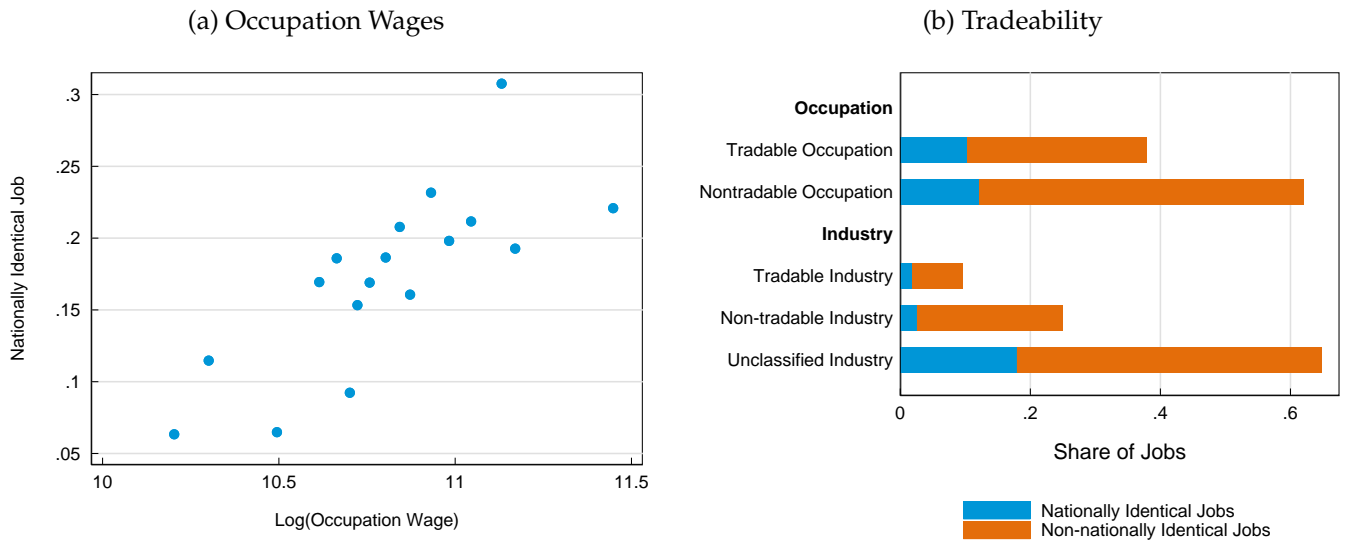 (a) Occupation Wages
Nationally Identical Job
.3
.25
.2
.15
.1
.05
10
10.5
11
11.5
Log(Occupation Wage)
(b) Tradeability
Occupation
Tradable Occupation
Nontradable Occupation
Industry
Tradable Industry
Non-tradable Industry
Unclassified Industry
0
.2
.4
.6
Share of Jobs
Nationally Identical Jobs
Non-nationally Identical Jobs